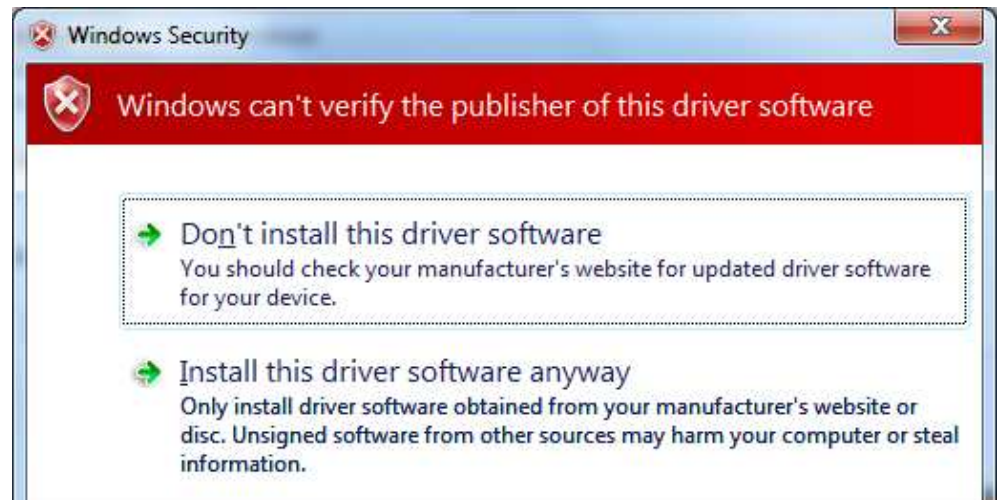 Windows Security
Windows can't verify the publisher of this driver software
Don't install this driver software
You should check your manufacturer's website for updated driver software
for your device.
Install this driver software anyway
Only install driver software obtained from your manufacturer's website or
disc. Unsigned software from other sources may harm your computer or steal
information.